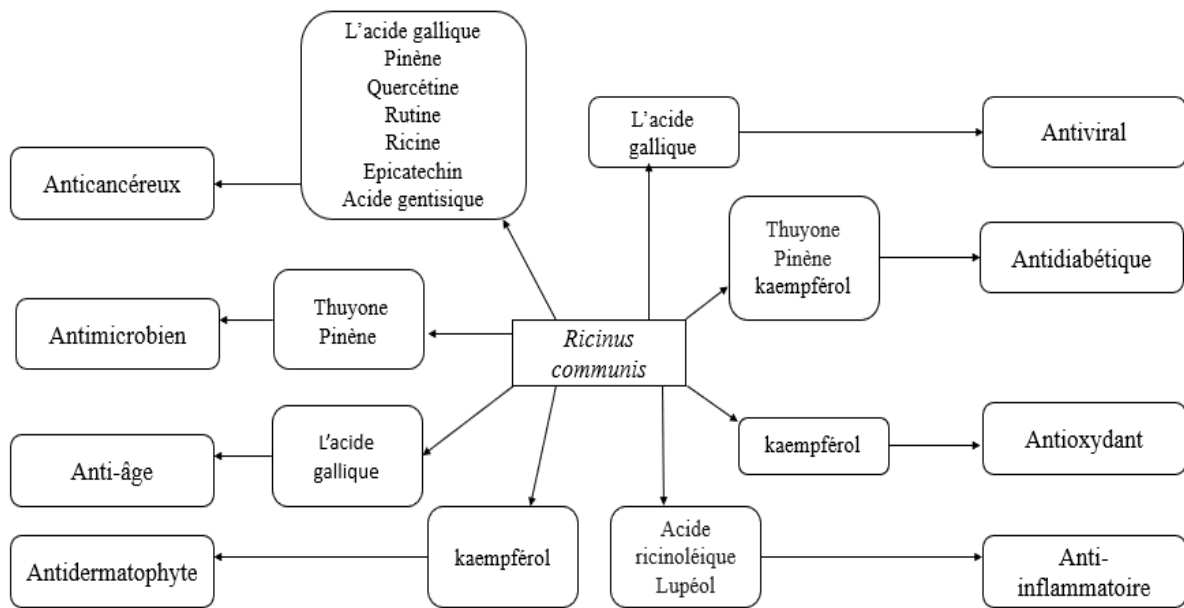 L'acide gallique
Pinène
Quercétine
Rutine
Ricine
Epicatechin
Acide gentisique
L'acide
gallique
Antiviral
Anticancéreux
Thuyone
Pinène
kaempférol
Antidiabétique
Antimicrobien
Thuyone
Pinène
Ricinus
communis
Anti-âge
L'acide
gallique
kaempférol
Antioxydant
Antidermatophyte
kaempférol
Acide
ricinoléique
Lupéol
Anti-
inflammatoire